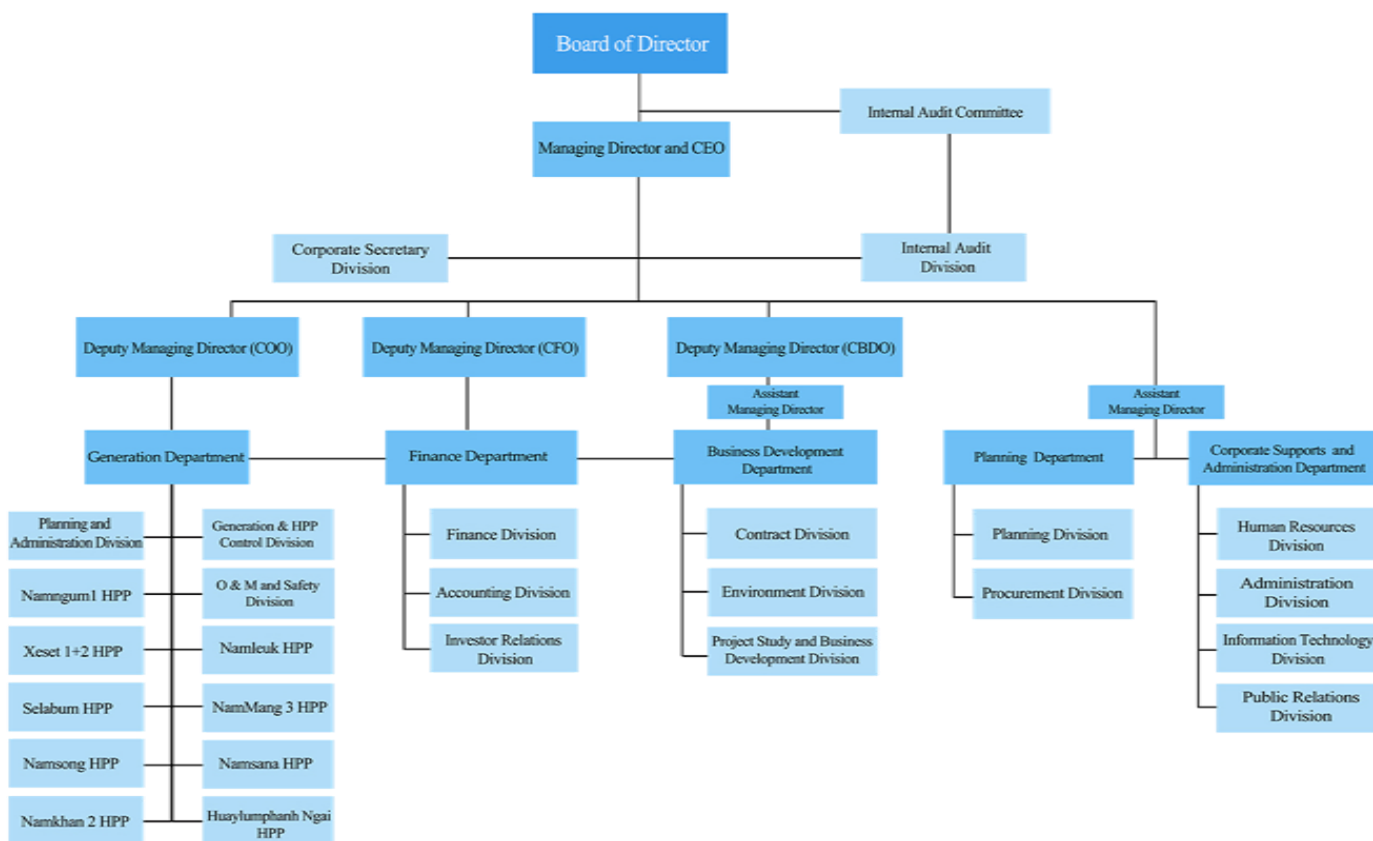 Board of Director
Internal Audit Committee
Managing Director and CEO
Corporate Secretary
Division
Internal Audit
Division
Deputy Managing Director (COO)
Deputy Managing Director (CFO)
Deputy Managing Director (CBDO)
Assistant
Managing Director
Assistant
Managing Director
Generation Department
Finance Department
Business Development
Department
Planning Department
Corporate Supports and
Administration Department
Planning and
Administration Division
Generation & HPP
Control Division
Namngum1 HPP
O & M and Safety
Division
Xeset 1+2 HPP
Namleuk HPP
Selabum HPP
NamMang 3 HPP
Namsong HPP
Namsana HPP
Namkhan 2 HPP
Huaylumphanh Ngai
HPP
Finance Division
Accounting Division
Investor Relations
Division
Contract Division
Environment Division
Project Study and Business
Development Division
Planning Division
Procurement Division
Human Resources
Division
Administration
Division
Information Technology
Division
Public Relations
Division